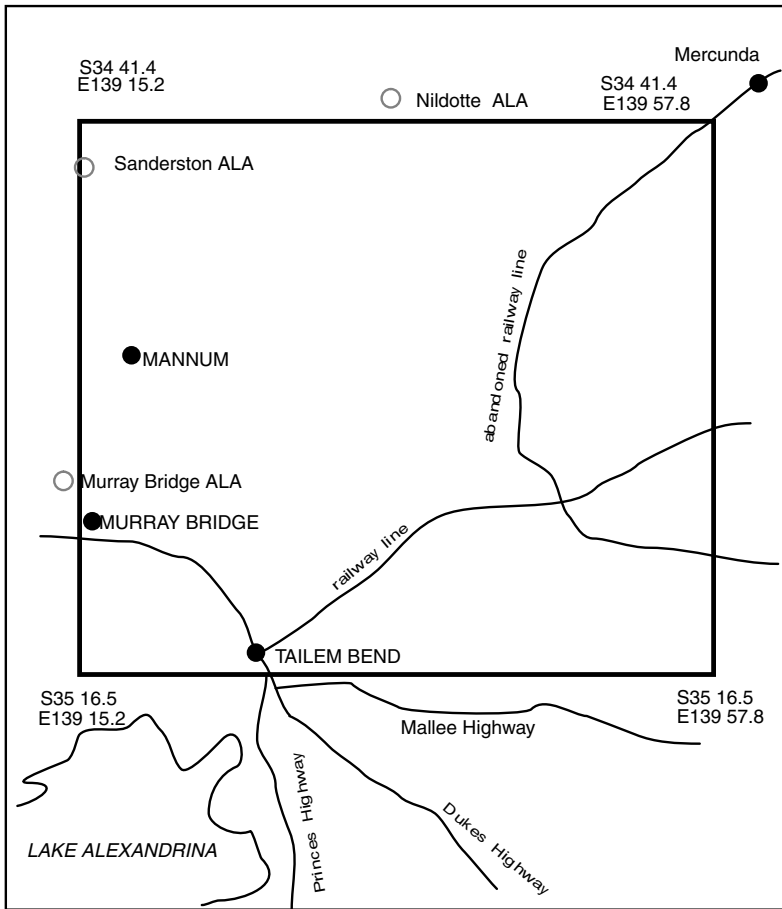 Mercunda
S34 41.4
E139 15.2
S34 41.4
E139 57.8
Nildotte ALA
Sanderston ALA
abandoned railway line
MANNUM
Murray Bridge ALA
MURRAY BRIDGE
railway line
TAILEM BEND
S35 16.5
E139 15.2
S35 16.5
E139 57.8
Mallee Highway
Princes Highway
Dukes Highway
LAKE ALEXANDRINA